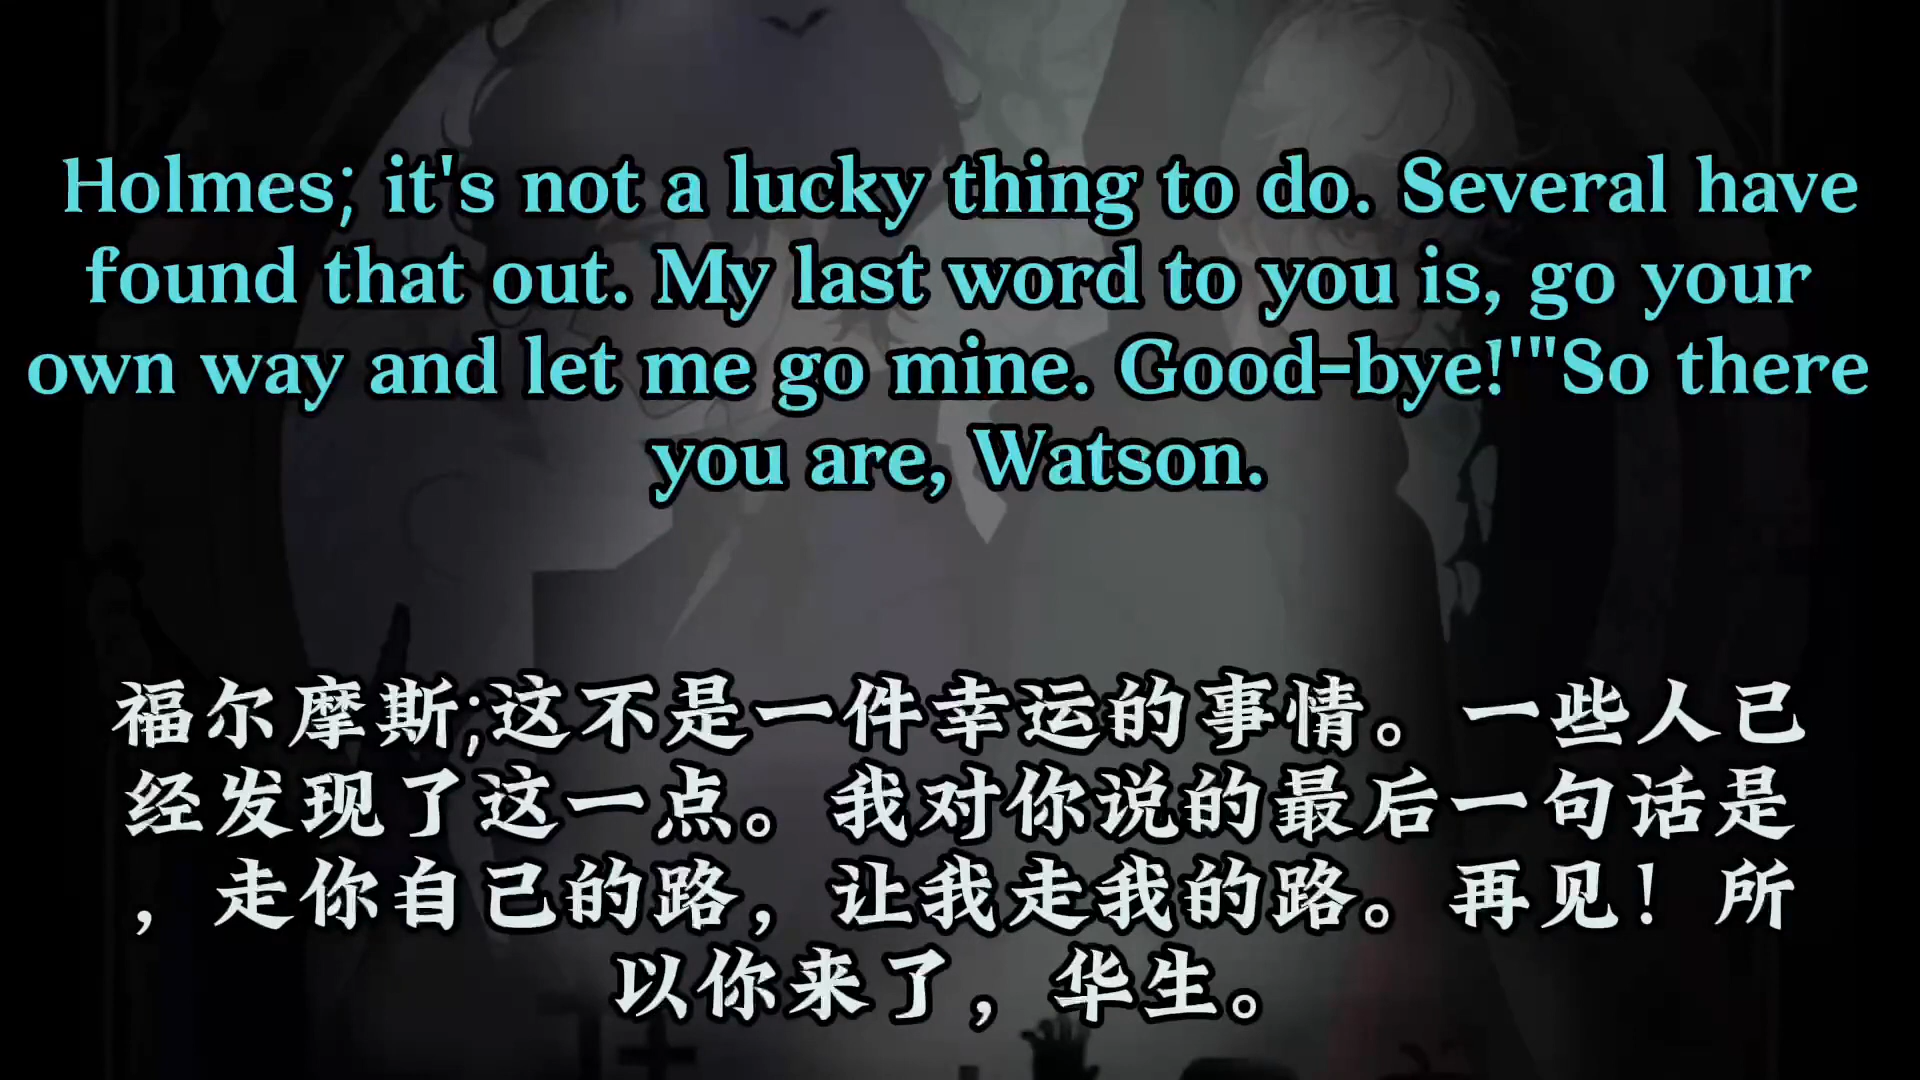 Holmes; it's not a lucky thing to do. Several have
found that out. My last word to you is, go your
own way and let me go mine. Good-bye!'"So there
you are, Watson.
福尔摩斯;这不是一件幸运的事情。一些人已
经发现了这一点。我对你说的最后一句话是
，走你自己的路，让我走我的路。再见！所
以你来了，华生。